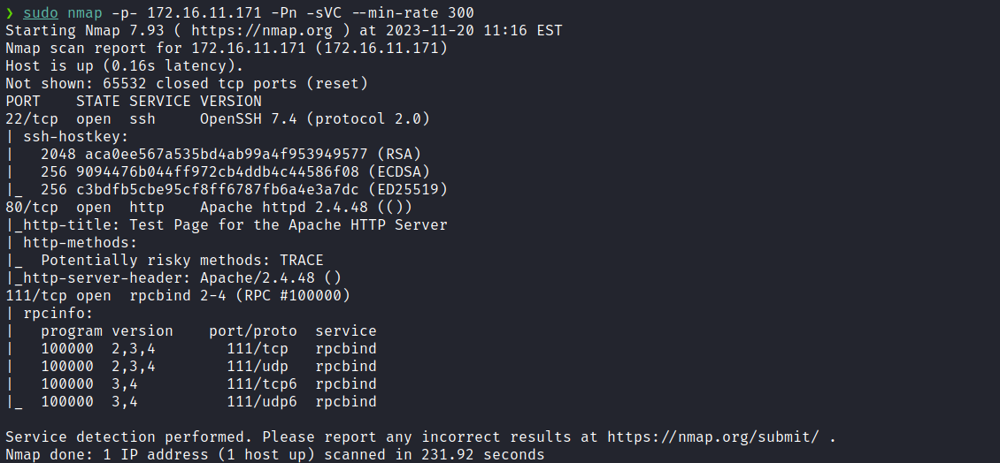 ❯ sudo nmap -p- 172.16.11.171 -Pn -sVC --min-rate 300
Starting Nmap 7.93 ( https://nmap.org ) at 2023-11-20 11:16 EST
Nmap scan report for 172.16.11.171 (172.16.11.171)
Host is up (0.16s latency).
Not shown: 65532 closed tcp ports (reset)
PORT    STATE SERVICE VERSION
22/tcp  open  ssh     OpenSSH 7.4 (protocol 2.0)
| ssh-hostkey:
|   2048 aca0ee567a535bd4ab99a4f953949577 (RSA)
|   256 9094476b044ff972cb4ddb4c44586f08 (ECDSA)
|_  256 c3bdfb5cbe95cf8ff6787fb6a4e3a7dc (ED25519)
80/tcp  open  http    Apache httpd 2.4.48 (())
|_http-title: Test Page for the Apache HTTP Server
| http-methods:
|_  Potentially risky methods: TRACE
|_http-server-header: Apache/2.4.48 ()
111/tcp open  rpcbind 2-4 (RPC #100000)
| rpcinfo:
|   program version    port/proto  service
|   100000  2,3,4        111/tcp   rpcbind
|   100000  2,3,4        111/udp   rpcbind
|   100000  3,4          111/tcp6  rpcbind
|_  100000  3,4          111/udp6  rpcbind
Service detection performed. Please report any incorrect results at https://nmap.org/submit/ .
Nmap done: 1 IP address (1 host up) scanned in 231.92 seconds